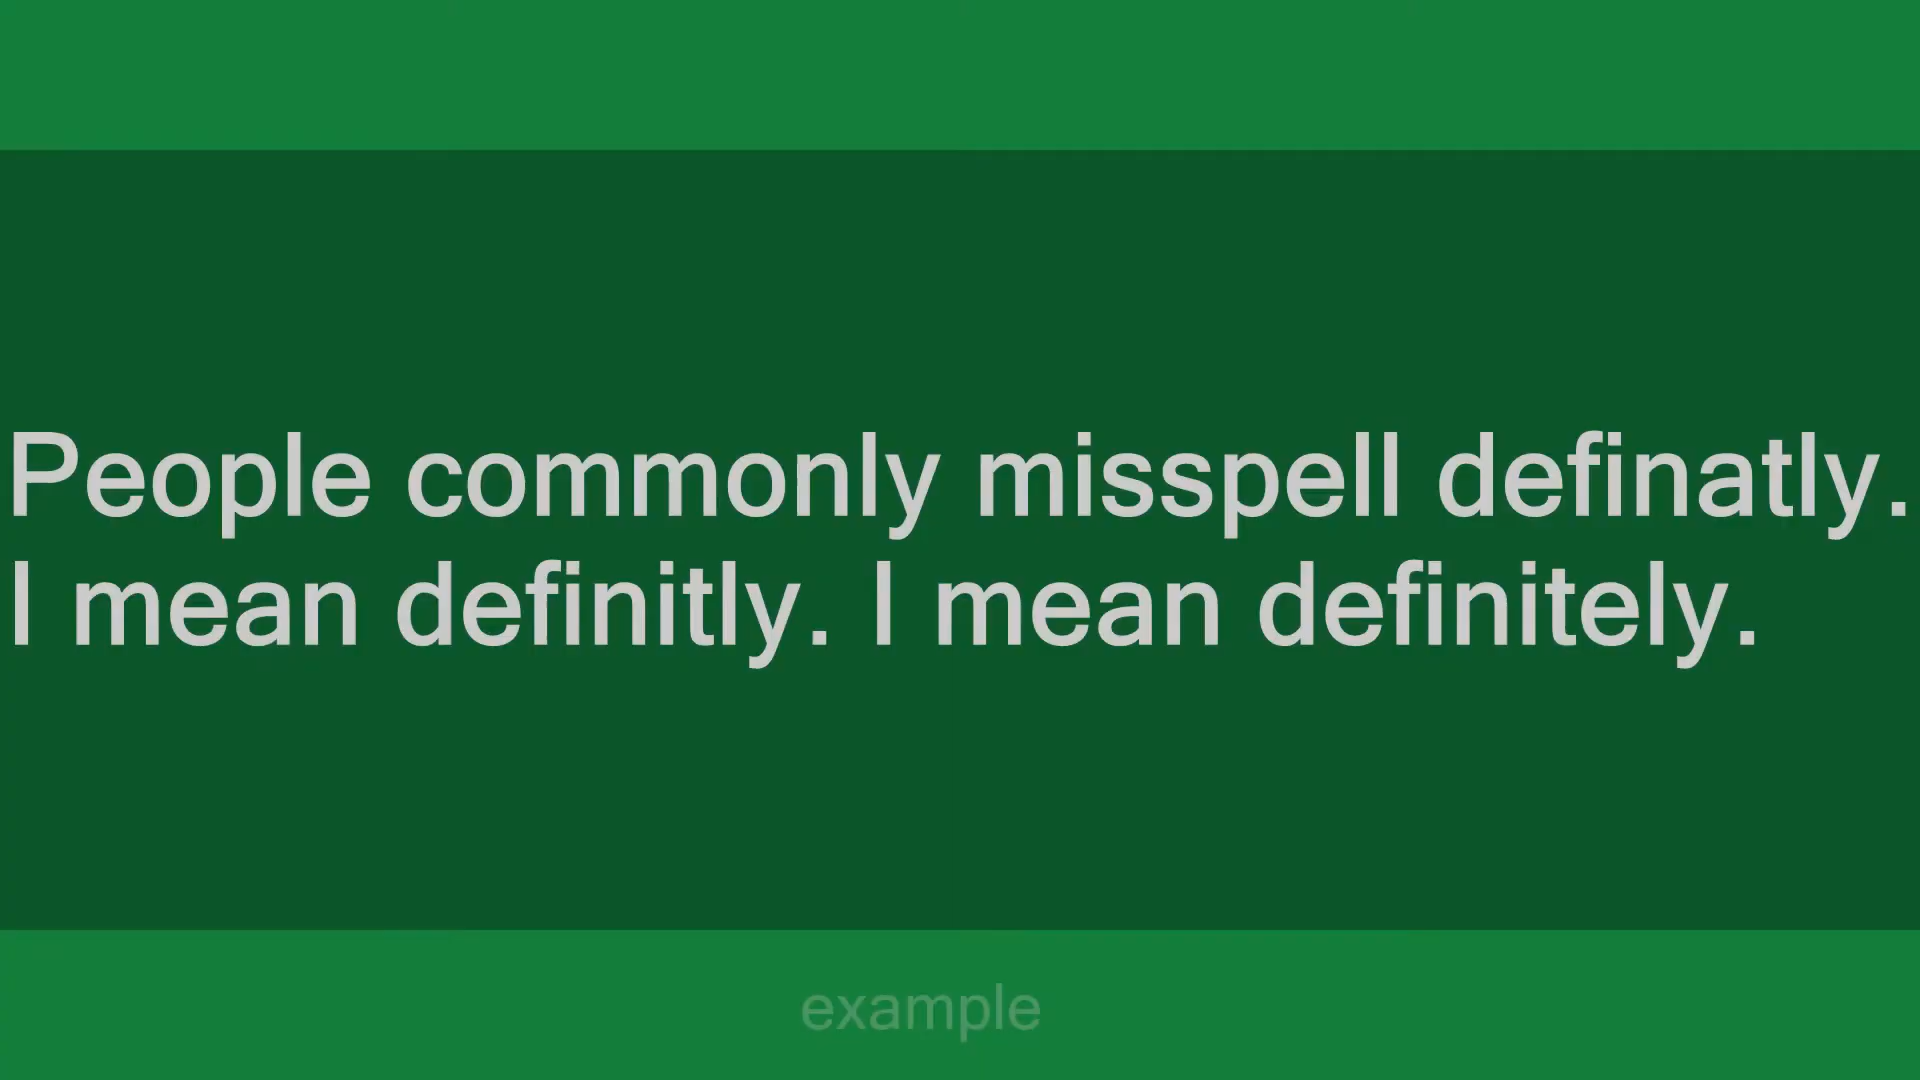 People commonly misspell definatly.
I mean definitly. I mean definitely.
example